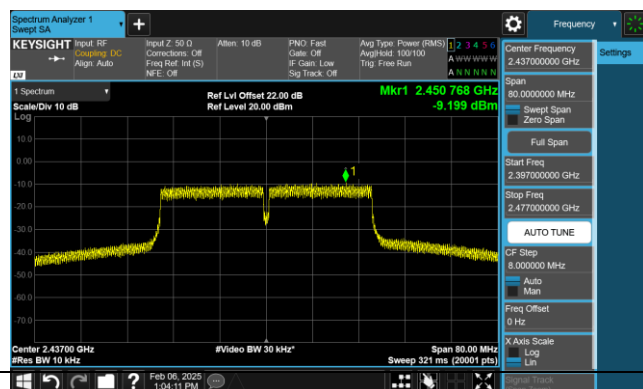 Spectrum Analyzer 1
Swept SA
Frequency
KEYSIGHT
Input: RF
Coupling: DC
Align: Auto
Input Z: 50 Ω
Corrections: Off
Freq Ref: Int (S)
NFE: Off
Atten: 10 dB
PNO: Fast
Gate: Off
IF Gain: Low
Sig Track: Off
Avg Type: Power (RMS)
Avg|Hold: 100/100
Trig: Free Run
1 2 3 4 5 6
A W W W W W
A N N N N N
LXI
1 Spectrum
Scale/Div 10 dB
Log
Ref Lvl Offset 22.00 dB
Ref Level 20.00 dBm
Mkr1 2.450 768 GHz
-9.199 dBm
1
10.0
0.00
-10.0
-20.0
-30.0
-40.0
-50.0
-60.0
-70.0
Center 2.43700 GHz
#Res BW 10 kHz
#Video BW 30 kHz*
Span 80.00 MHz
Sweep 321 ms (20001 pts)
Feb 06, 2025
1:04:11 PM
Center Frequency
2.437000000 GHz
Span
80.0000000 MHz
Swept Span
Zero Span
Full Span
Start Freq
2.397000000 GHz
Stop Freq
2.477000000 GHz
AUTO TUNE
CF Step
8.000000 MHz
Auto
Man
Freq Offset
0 Hz
X Axis Scale
Log
Lin
Signal Track
Settings